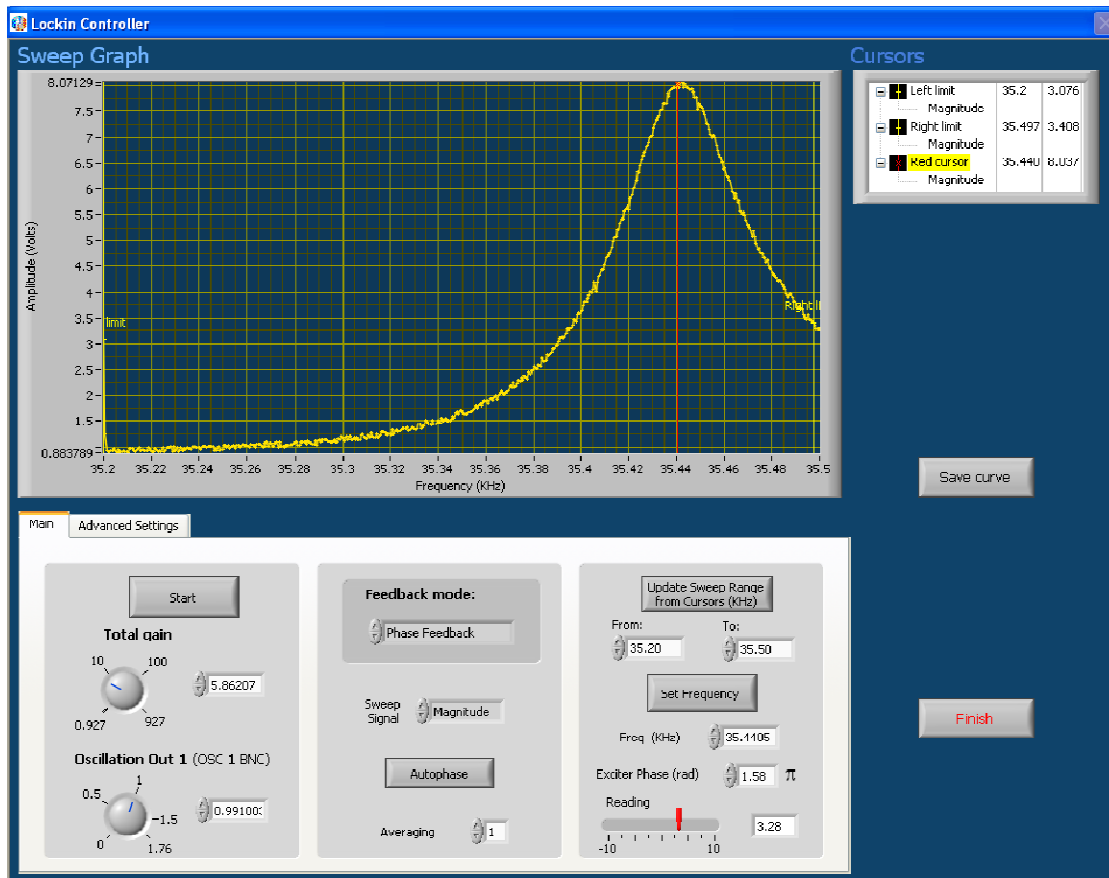 Lockin Controller
Sweep Graph
Cursors
8.07129
7.5
7
6.5
6
5.5
5
4.5
4
3.5
3
2.5
2
1.5
0.883789
Amplitude (Volts)
limit
Right li
35.2 35.22 35.24 35.26 35.28 35.3 35.32 35.34 35.36 35.38 35.4 35.42 35.44 35.46 35.48 35.5
Frequency (KHz)
Left limit 35.2 3.076
Magnitude
Right limit 35.497 3.408
Magnitude
Red cursor 35.440 8.037
Magnitude
Save curve
Finish
Main Advanced Settings
Start
Total gain
10 100
0.927 927
5.86207
Oscillation Out 1 (OSC 1 BNC)
1
0.5
1.5
0 1.76
0.991003
Feedback mode:
Phase Feedback
Sweep
Signal
Magnitude
Autophase
Averaging 1
Update Sweep Range
from Cursors (KHz)
From: To:
35.20 35.50
Set Frequency
Freq (KHz) 35.4405
Exciter Phase (rad) 1.58 π
Reading
-10 10
3.28